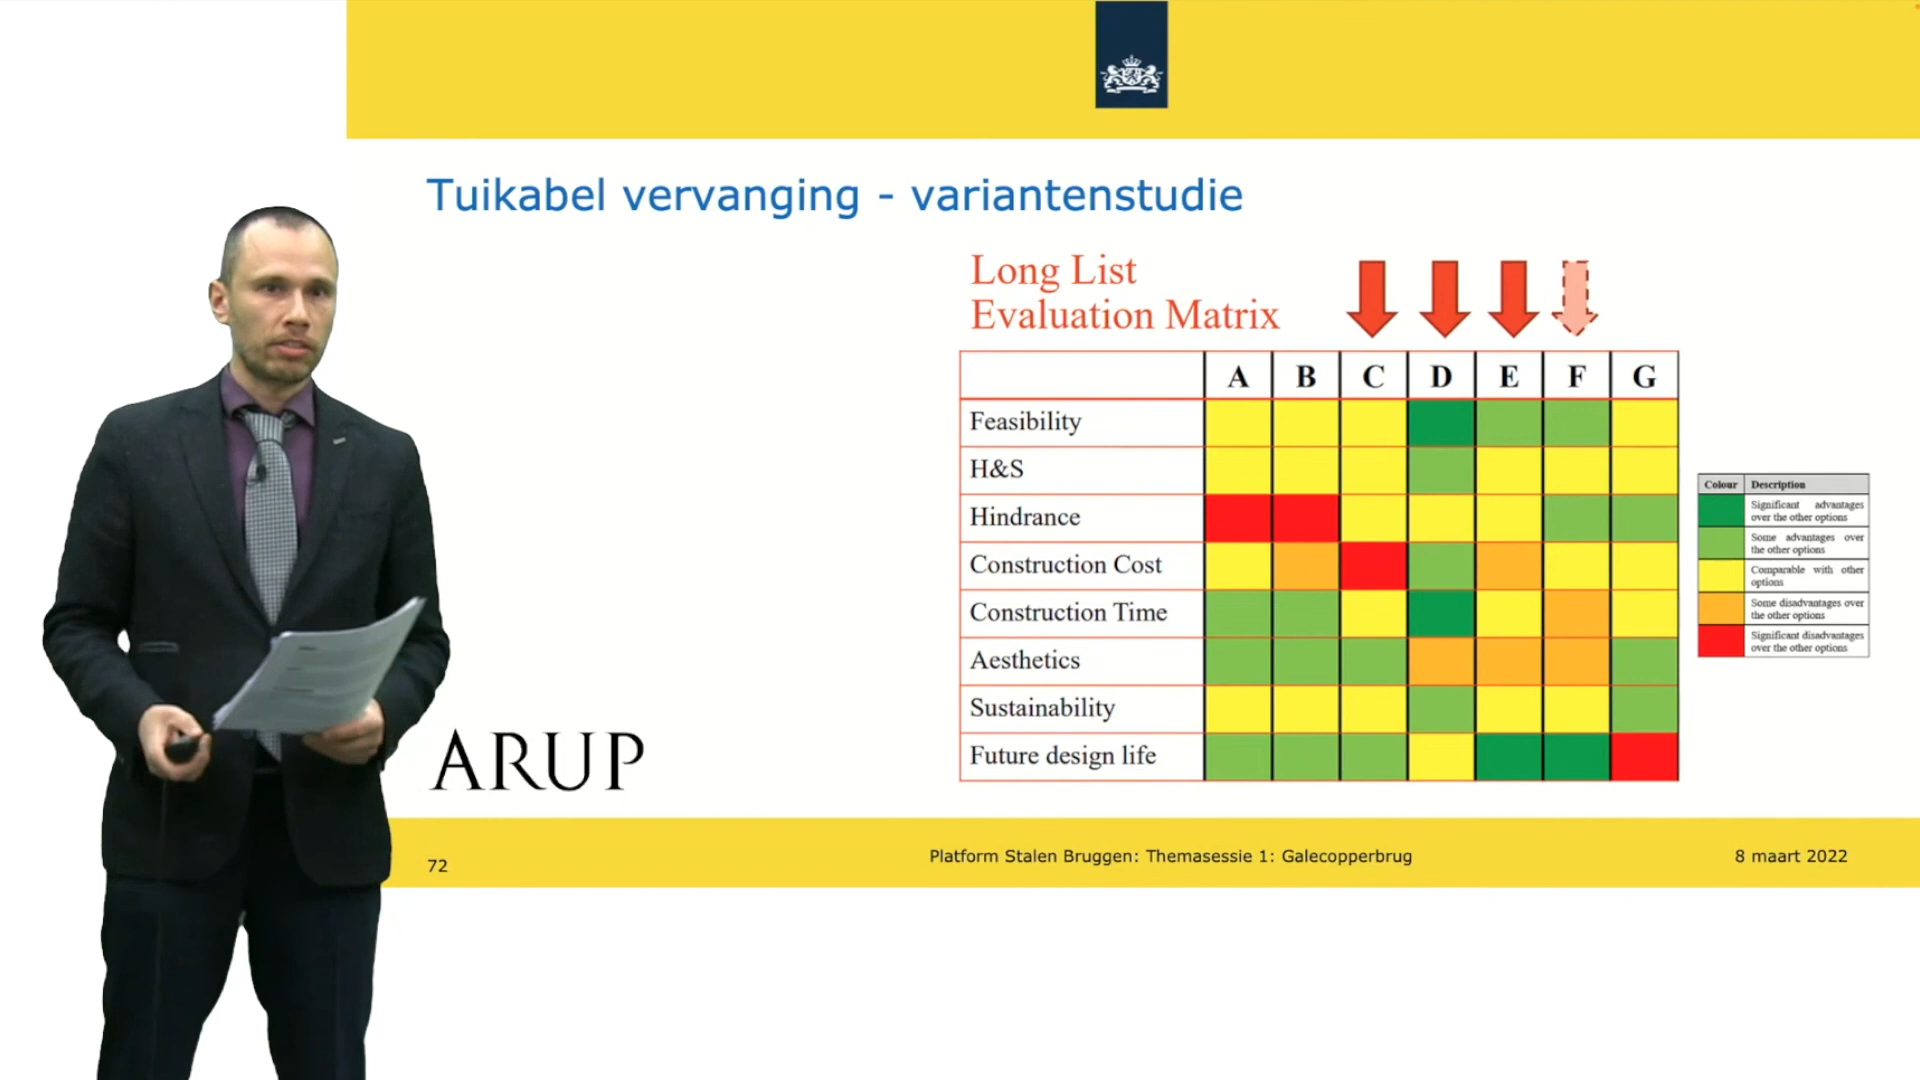 Tuikabel vervanging - variantenstudie
Long List
Evaluation Matrix
A B C D E F G
Feasibility
H&S
Hindrance
Construction Cost
Construction Time
Aesthetics
Sustainability
Future design life
Colour Description
Significant advantages
over the other options
Some advantages over
the other options
Comparable with other
options
Some disadvantages over
the other options
Significant disadvantages
over the other options
ARUP
72
Platform Stalen Bruggen: Themasessie 1: Galecopperbrug
8 maart 2022